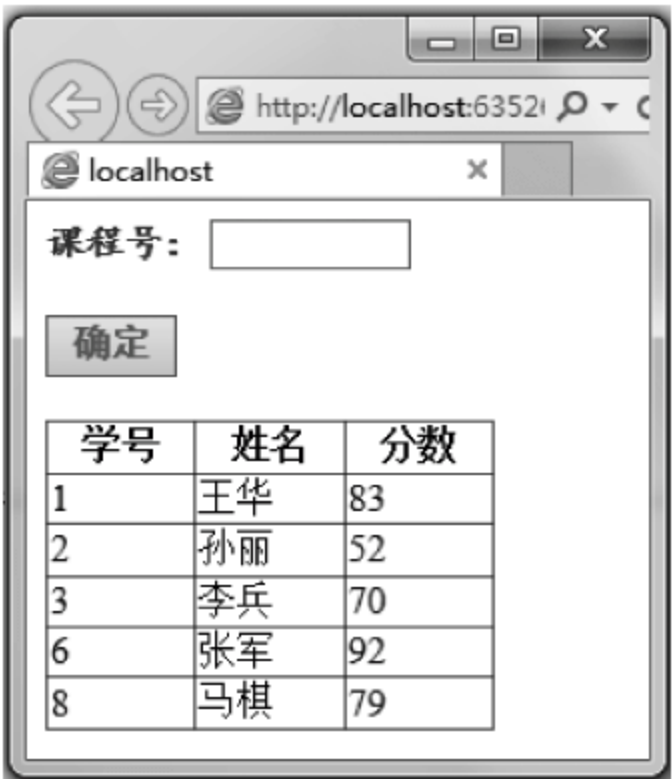 http://localhost:6352
localhost
课程号：
确定
学号 姓名 分数
1 王华 83
2 孙丽 52
3 李兵 70
6 张军 92
8 马棋 79